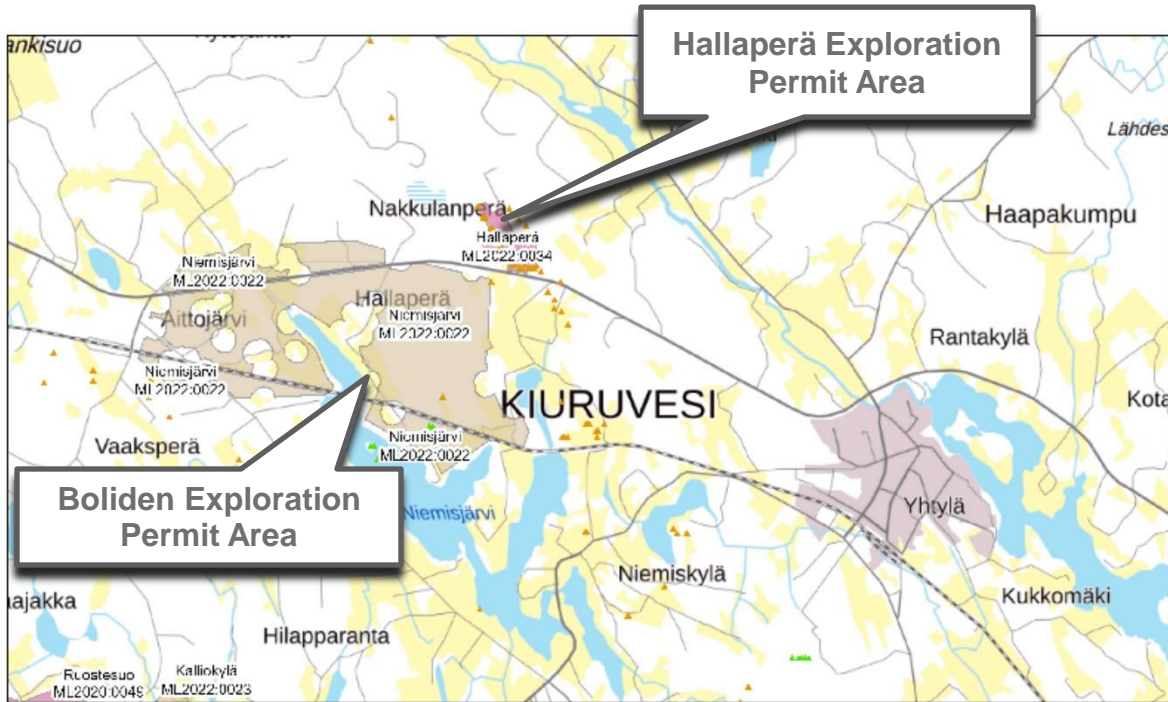 ankisuo
Hallaperä Exploration
Permit Area
Lähdes
Nakkulanperä
Hallaperä
ML2022:0034
Haapakumpu
Niemisjärvi
ML2022:0022
Hallaperä
Niemisjärvi
ML2022:0022
Aittojärvi
Rantakylä
Niemisjärvi
ML2022:0022
KIURUVESI
Kota
Vaaksperä
Niemisjärvi
ML2022:0022
Boliden Exploration
Permit Area
Niemisjärvi
Yhtylä
Niemiskylä
Kukkomäki
ajakka
Hilapparanta
Ruostesuo
ML2020:0049
Kalliokylä
ML2022:0023